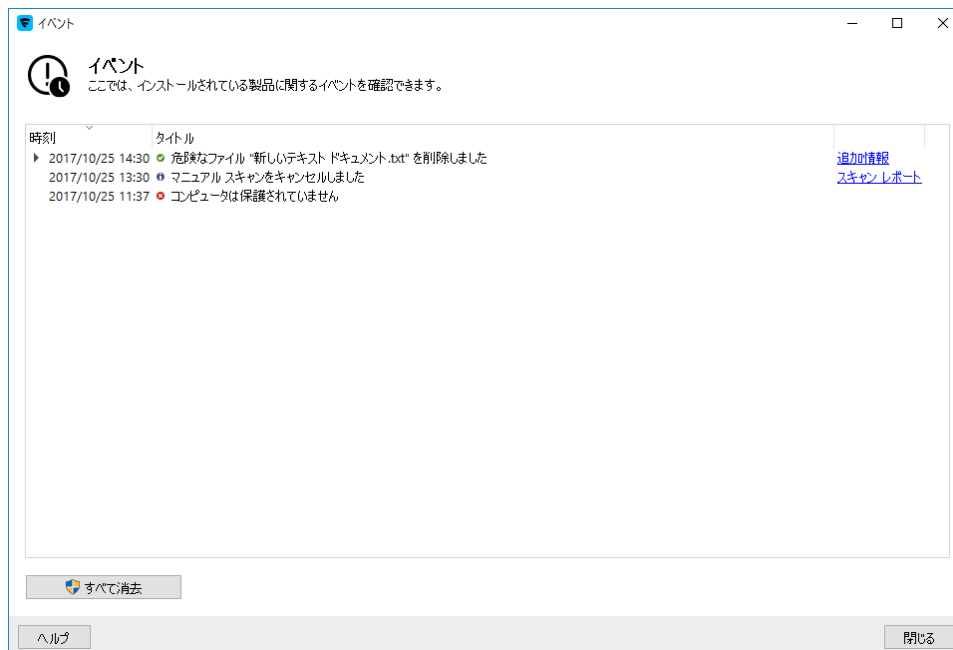 イベント
イベント
ここでは、インストールされている製品に関するイベントを確認できます。
時刻 タイトル
2017/10/25 14:30 危険なファイル "新しいテキスト ドキュメント.txt" を削除しました 追加情報
2017/10/25 13:30 マニュアル スキャンをキャンセルしました スキャン レポート
2017/10/25 11:37 コンピュータは保護されていません
すべて消去
ヘルプ 閉じる